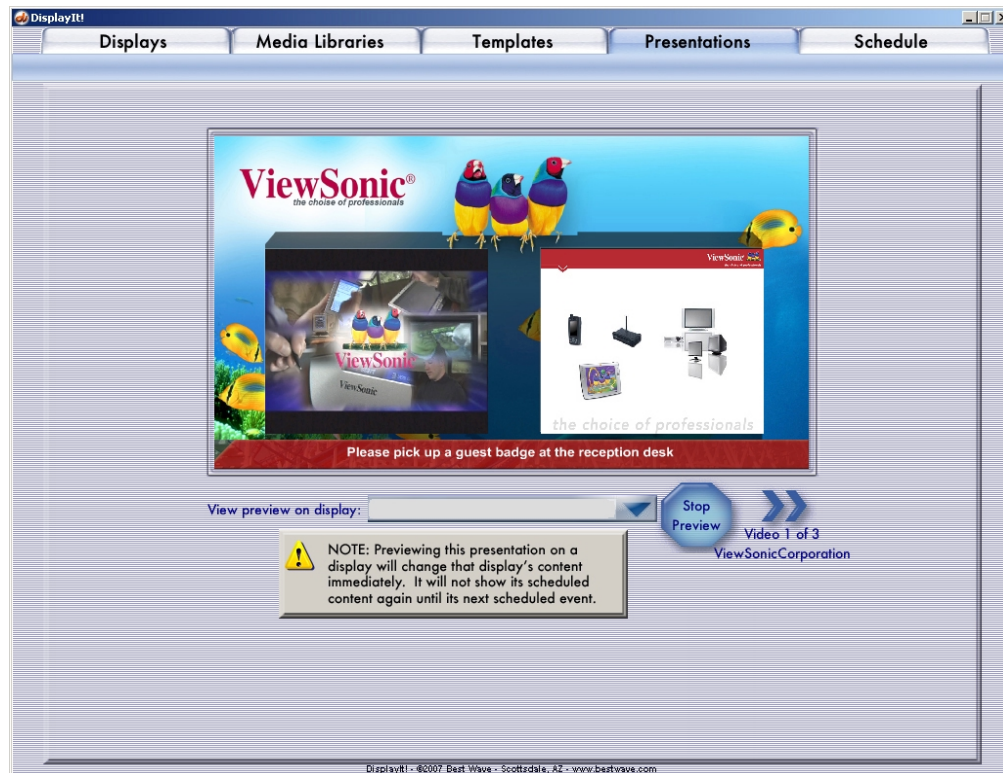 DisplayIt!
Displays
Media Libraries
Templates
Presentations
Schedule
ViewSonic®
the choise of professionals
ViewSonic
ViewSonic
ViewSonic
the choice of professionals
Please pick up a guest badge at the reception desk
View preview on display:
Stop
Preview
Video 1 of 3
ViewSonicCorporation
NOTE: Previewing this presentation on a
display will change that display's content
immediately. It will not show its scheduled
content again until its next scheduled event.
DisplayIt! - ©2007 Best Wave - Scottsdale, AZ - www.bestwave.com